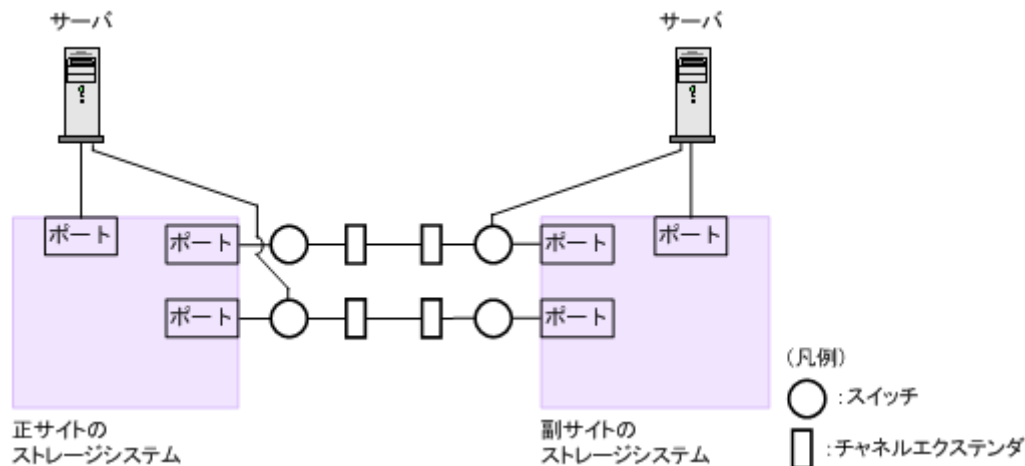 サーバ
サーバ
ポート
ポート
ポート
ポート
ポート
ポート
正サイトの
ストレージシステム
副サイトの
ストレージシステム
(凡例)
:スイッチ
:チャネルエクステンダ